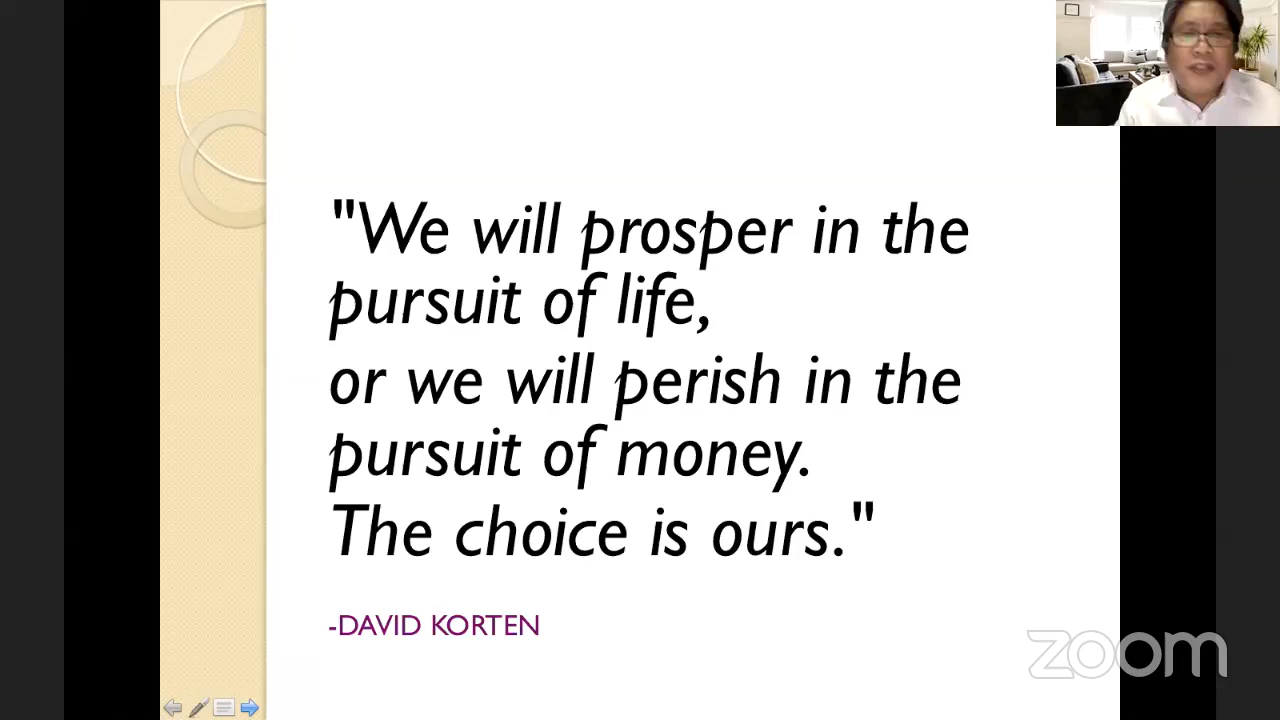 "We will prosper in the
pursuit of life,
or we will perish in the
pursuit of money.
The choice is ours."
-DAVID KORTEN
zoom